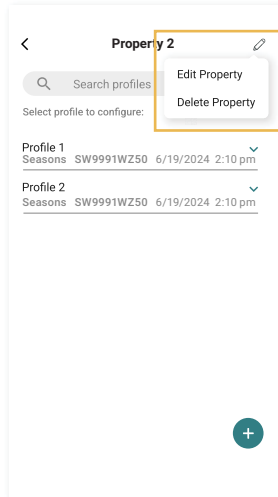 Property 2
Edit Property
Delete Property
Search profiles
Select profile to configure:
Profile 1
Seasons SW9991WZ50 6/19/2024 2:10 pm
Profile 2
Seasons SW9991WZ50 6/19/2024 2:10 pm